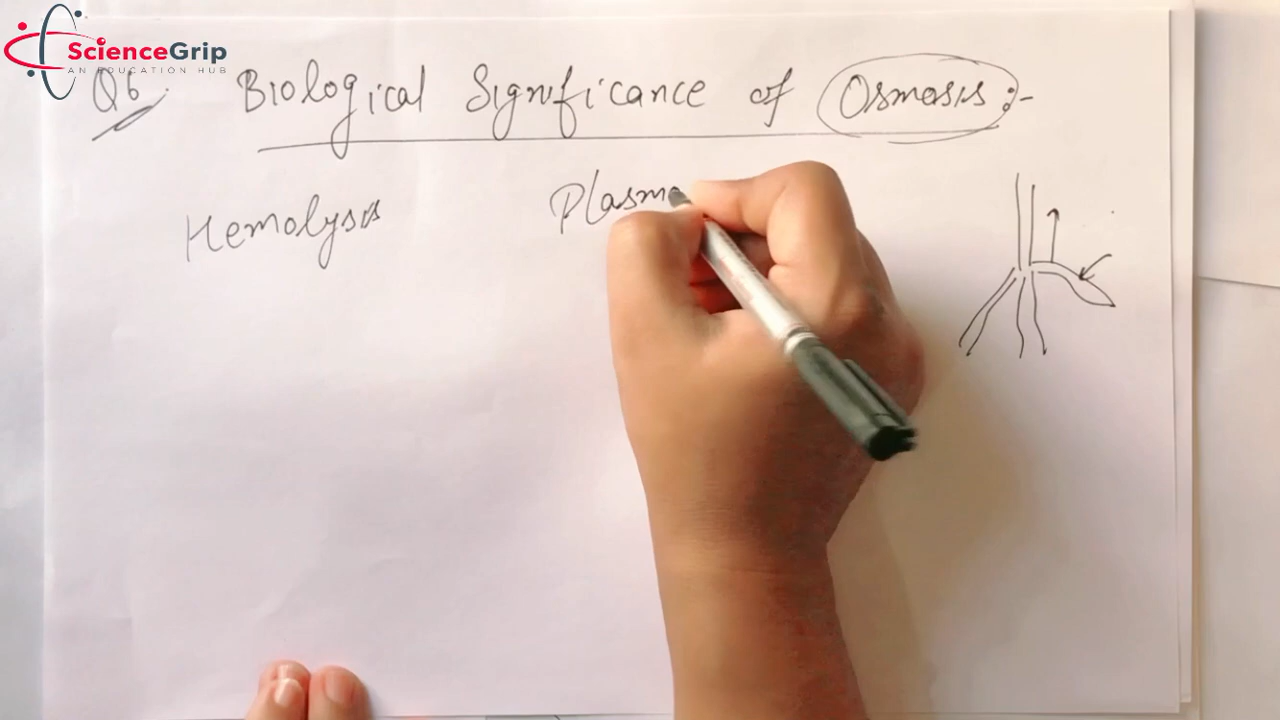 ScienceGrip
AN EDUCATION HUB
Q6. Biological Significance of Osmosis:-
Hemolysis Plasmo